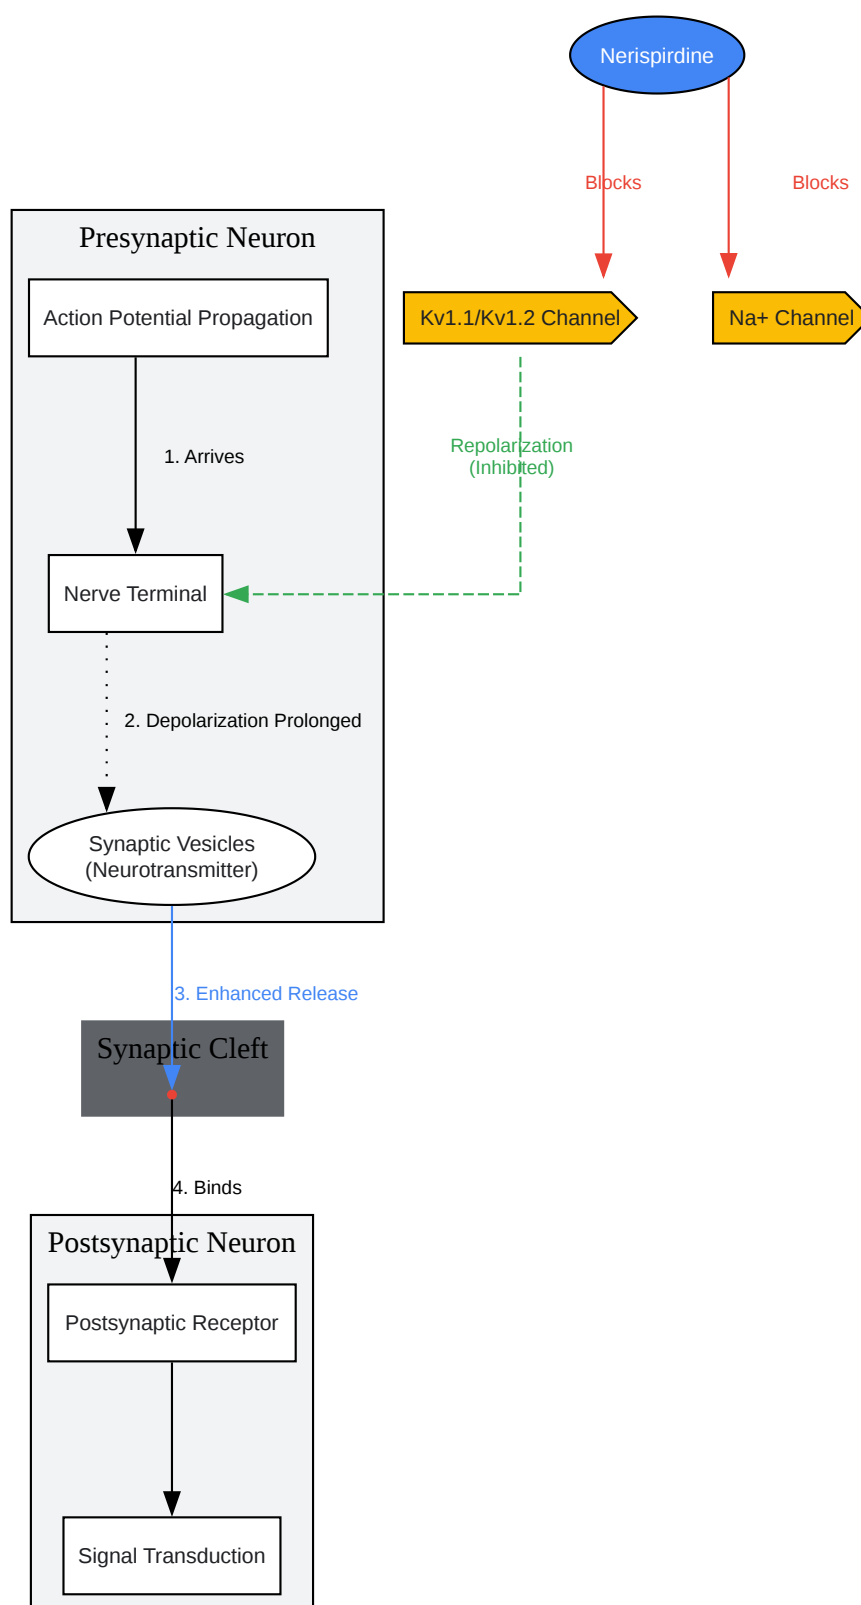 Nerispirdine
Blocks
Blocks
Presynaptic Neuron
Action Potential Propagation
Kv1.1/Kv1.2 Channel
Na+ Channel
1. Arrives
Repolarization
(Inhibited)
Nerve Terminal
2. Depolarization Prolonged
Synaptic Vesicles
(Neurotransmitter)
3. Enhanced Release
Synaptic Cleft
4. Binds
Postsynaptic Neuron
Postsynaptic Receptor
Signal Transduction